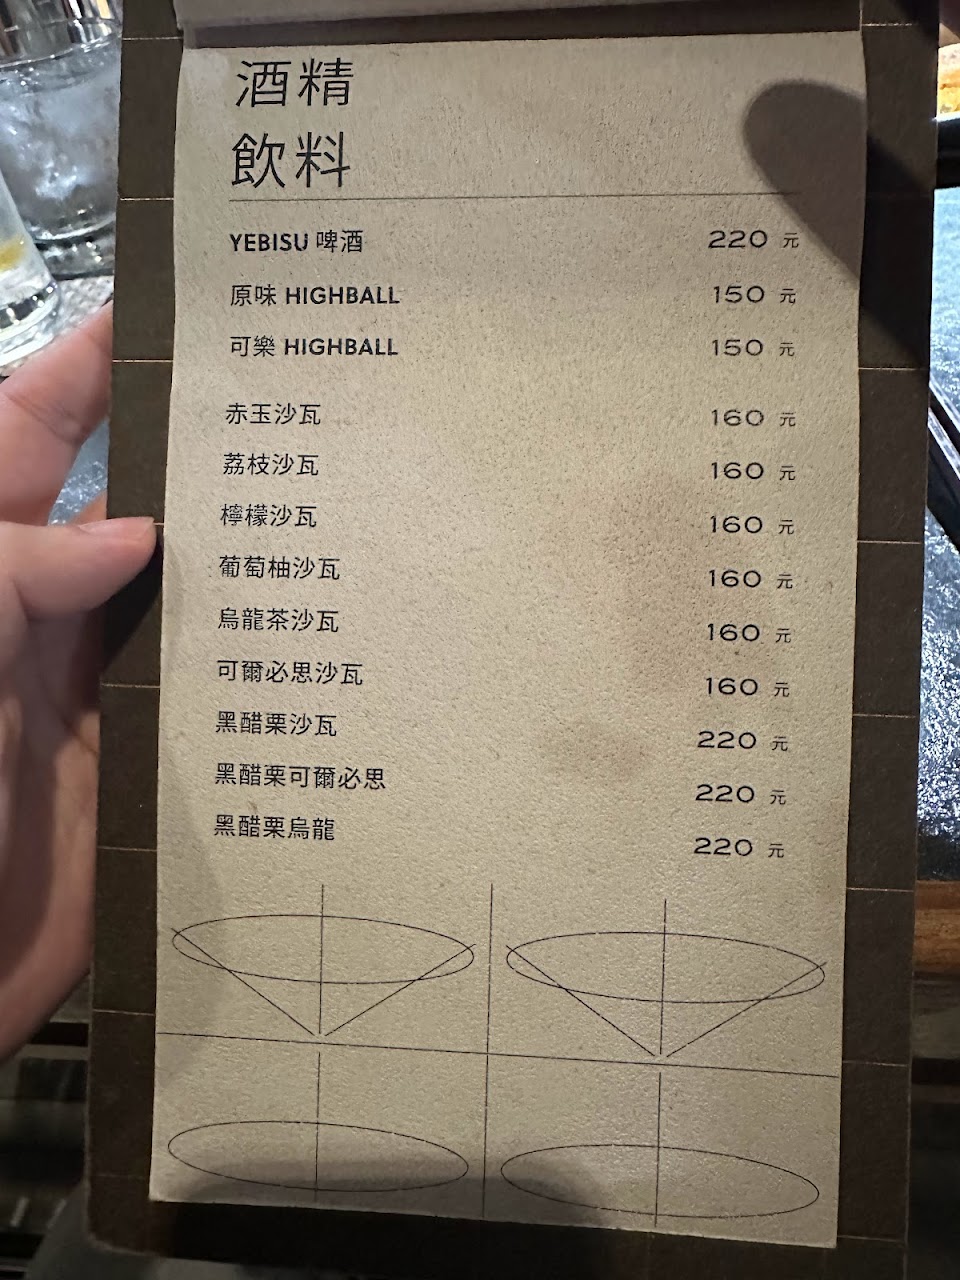 酒精
飲料
YEBISU 啤酒 220 元
原味 HIGHBALL 150 元
可樂 HIGHBALL 150 元
赤玉沙瓦 160 元
荔枝沙瓦 160 元
檸檬沙瓦 160 元
葡萄柚沙瓦 160 元
烏龍茶沙瓦 160 元
可爾必思沙瓦 160 元
黑醋栗沙瓦 220 元
黑醋栗可爾必思 220 元
黑醋栗烏龍 220 元